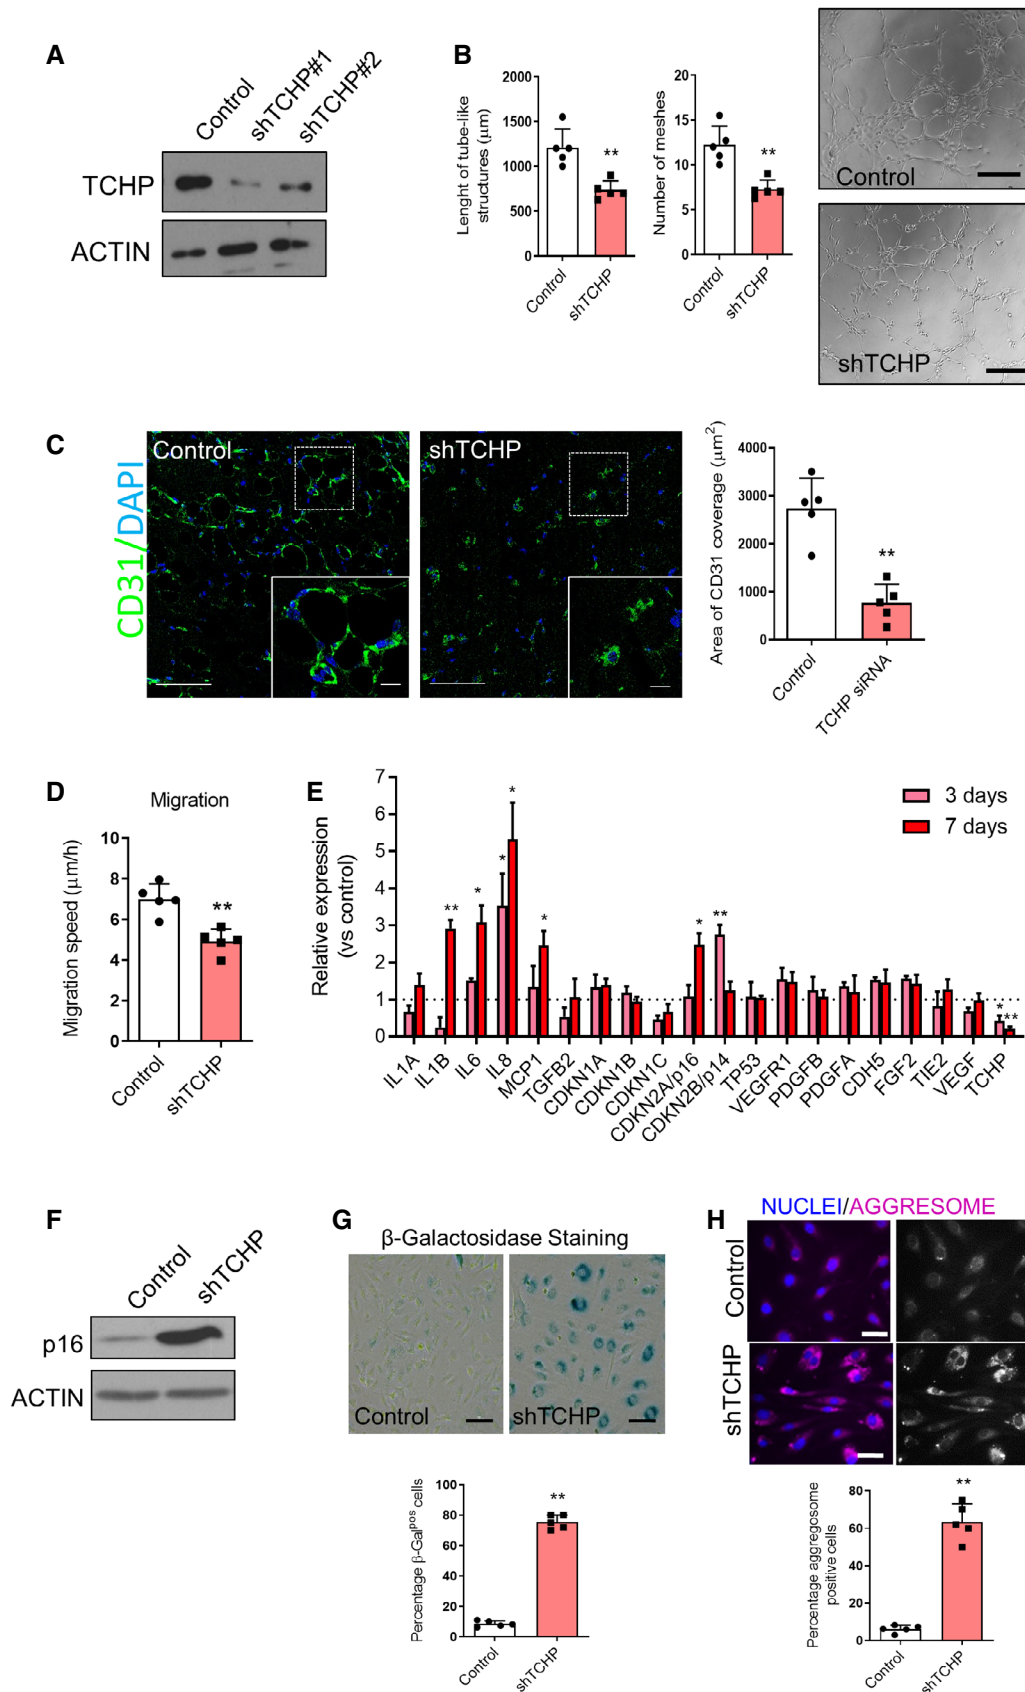 A
Control
shTCHP#1
shTCHP#2
TCHP
ACTIN
B
Lenght of tube-like
structures (μm)
2000
1500
1000
500
0
**
Control
shTCHP
Number of meshes
20
15
10
5
0
**
Control
shTCHP
Control
shTCHP
C
CD31/DAPI
Control
shTCHP
Area of CD31 coverage (μm²)
4000
3000
2000
1000
0
**
Control
TCHP siRNA
D
Migration
Migration speed (μm/h)
10
8
6
4
2
0
**
Control
shTCHP
E
Relative expression
(vs control)
7
6
5
4
3
2
1
0
3 days
7 days
**
*
*
*
*
*
**
*
**
IL1A
IL1B
IL6
IL8
MCP1
TGFB2
CDKN1A
CDKN1B
CDKN1C
CDKN2A/p16
CDKN2B/p14
TP53
VEGFR1
PDGFB
PDGFA
CDH5
FGF2
TIE2
VEGF
TCHP
F
Control
shTCHP
p16
ACTIN
G
β-Galactosidase Staining
Control
shTCHP
Percentage β-Galpos cells
100
80
60
40
20
0
**
Control
shTCHP
H
NUCLEI/AGGRESOME
Control
shTCHP
Percentage aggregosome
positive cells
80
60
40
20
0
**
Control
shTCHP